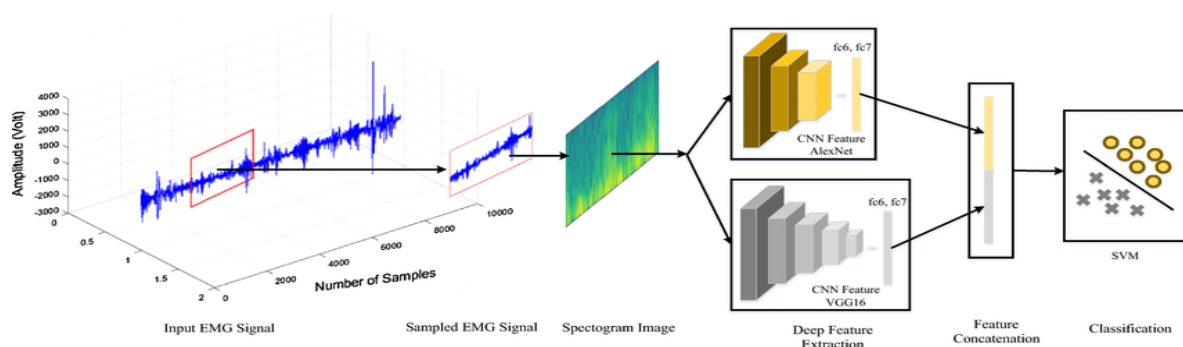 4000
3000
2000
1000
0
-1000
-2000
-3000
Amplitude (Volt)
0
0.5
1
1.5
2
0
2000
4000
6000
8000
10000
Number of Samples
fc6, fc7
CNN Feature
AlexNet
fc6, fc7
CNN Feature
VGG16
SVM
Input EMG Signal
Sampled EMG Signal
Spectogram Image
Deep Feature
Extraction
Feature
Concatenation
Classification